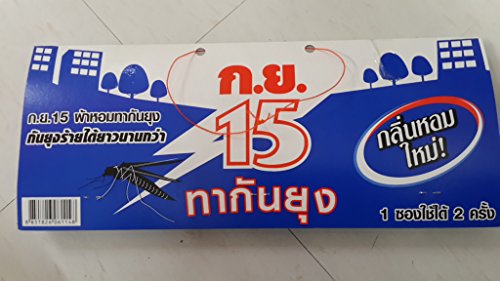 ก.ย.
15
ทากันยุง
ก.ย.15 ผ้าหอมทากันยุง
กันยุงร้ายได้ยาวนานกว่า
กลิ่นหอม
ใหม่!
1 ซองใช้ได้ 2 ครั้ง
8851824061148